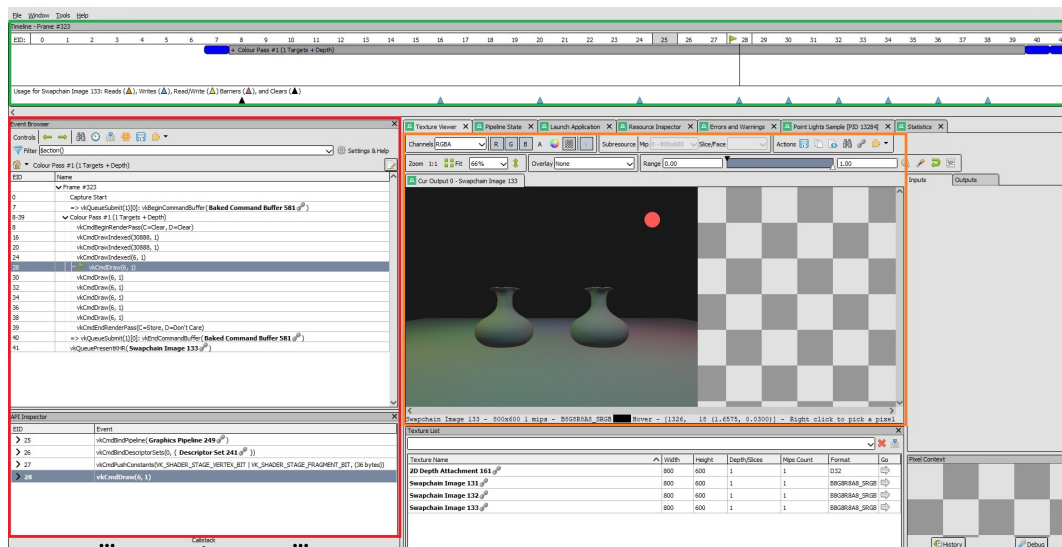 File Window Tools Help
Timeline - Frame #323
EID: 0 1 2 3 4 5 6 7 8 9 10 11 12 13 14 15 16 17 18 19 20 21 22 23 24 25 26 27 28 29 30 31 32 33 34 35 36 37 38 39 40
+ Colour Pass #1 (1 Targets + Depth)
Usage for Swapchain Image 133: Reads (▲), Writes (▲), Read/Write (▲) Barriers (▲), and Clears (▲)
Event Browser X
Controls
Filter $action() Settings & Help
Colour Pass #1 (1 Targets + Depth)
EID Name
Frame #323
0 Capture Start
7 => vkQueueSubmit(1)[0]: vkBeginCommandBuffer( Baked Command Buffer 581 )
8-39 Colour Pass #1 (1 Targets + Depth)
8 vkCmdBeginRenderPass(C=Clear, D=Clear)
16 vkCmdDrawIndexed(30888, 1)
20 vkCmdDrawIndexed(30888, 1)
24 vkCmdDrawIndexed(6, 1)
28 vkCmdDraw(6, 1)
30 vkCmdDraw(6, 1)
32 vkCmdDraw(6, 1)
34 vkCmdDraw(6, 1)
36 vkCmdDraw(6, 1)
38 vkCmdDraw(6, 1)
39 vkCmdEndRenderPass(C=Store, D=Don't Care)
40 => vkQueueSubmit(1)[0]: vkEndCommandBuffer( Baked Command Buffer 581 )
41 vkQueuePresentKHR( Swapchain Image 133 )
API Inspector X
EID Event
> 25 vkCmdBindPipeline( Graphics Pipeline 249 )
> 26 vkCmdBindDescriptorSets(0, { Descriptor Set 241 })
> 27 vkCmdPushConstants(VK_SHADER_STAGE_VERTEX_BIT | VK_SHADER_STAGE_FRAGMENT_BIT, (36 bytes))
> 28 vkCmdDraw(6, 1)
Callstack
Texture Viewer X Pipeline State X Launch Application X Resource Inspector X Errors and Warnings X Point Lights Sample [PID 13284] X Statistics X
Channels RGBA R G B A Subresource Mip 0 - 800x600 Slice/Face Actions
Zoom 1:1 Fit 66% Overlay None Range 0.00 1.00
Cur Output 0 - Swapchain Image 133
Swapchain Image 133 - 800x600 1 mips - B8G8R8A8_SRGB Hover - [1326, 18 (1.6575, 0.0300)] - Right click to pick a pixel
Inputs Outputs
Texture List X
Texture Name Width Height Depth/Slices Mips Count Format Go
2D Depth Attachment 161 800 600 1 1 D32
Swapchain Image 131 800 600 1 1 B8G8R8A8_SRGB
Swapchain Image 132 800 600 1 1 B8G8R8A8_SRGB
Swapchain Image 133 800 600 1 1 B8G8R8A8_SRGB
Pixel Context
History Debug